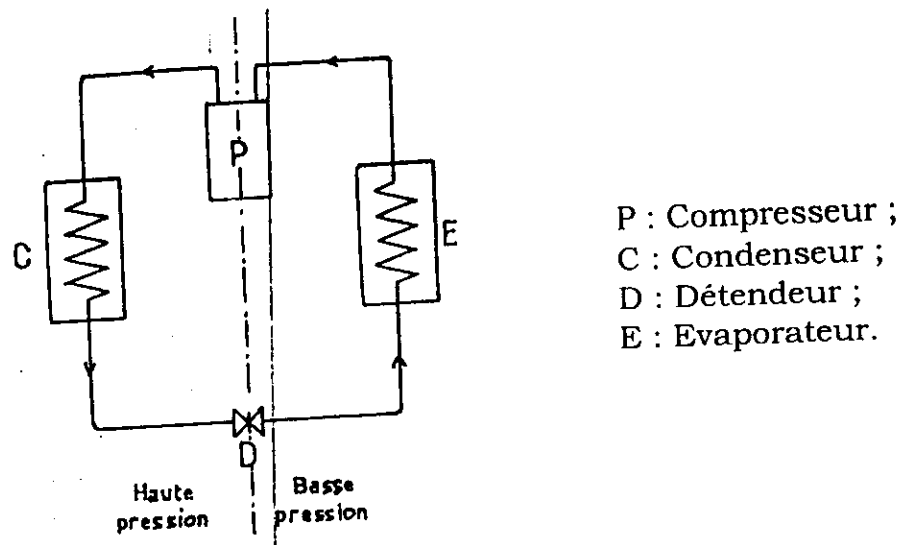 P
C
E
P : Compresseur ;
C : Condenseur ;
D : Détendeur ;
E : Evaporateur.
D
Haute
pression
Basse
pression